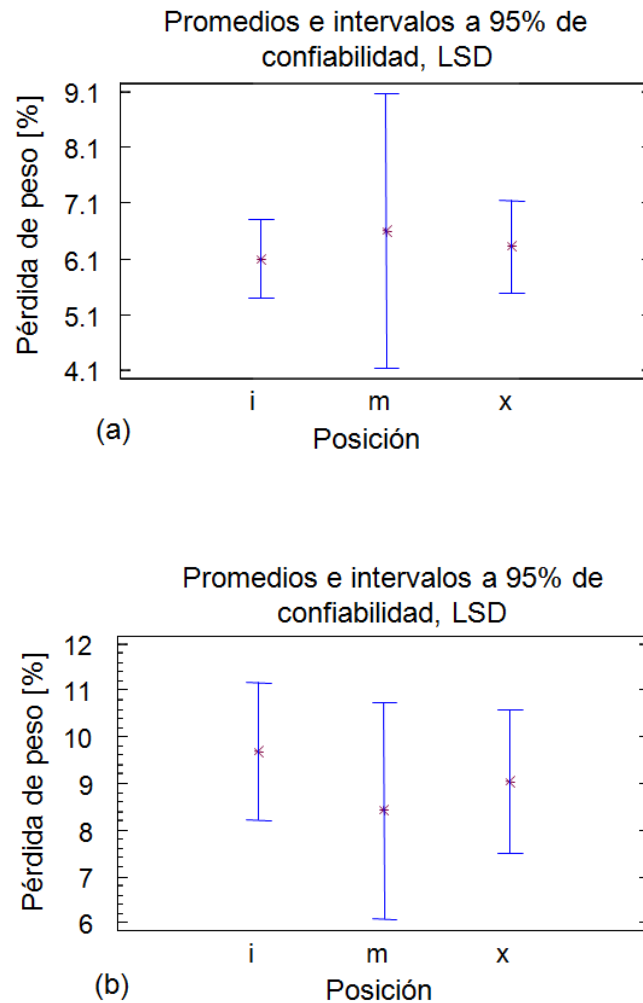 Promedios e intervalos a 95% de
confiabilidad, LSD
Pérdida de peso [%]
9.1
8.1
7.1
6.1
5.1
4.1
i m x
(a)
Posición
Promedios e intervalos a 95% de
confiabilidad, LSD
Pérdida de peso [%]
12
11
10
9
8
7
6
i m x
(b)
Posición